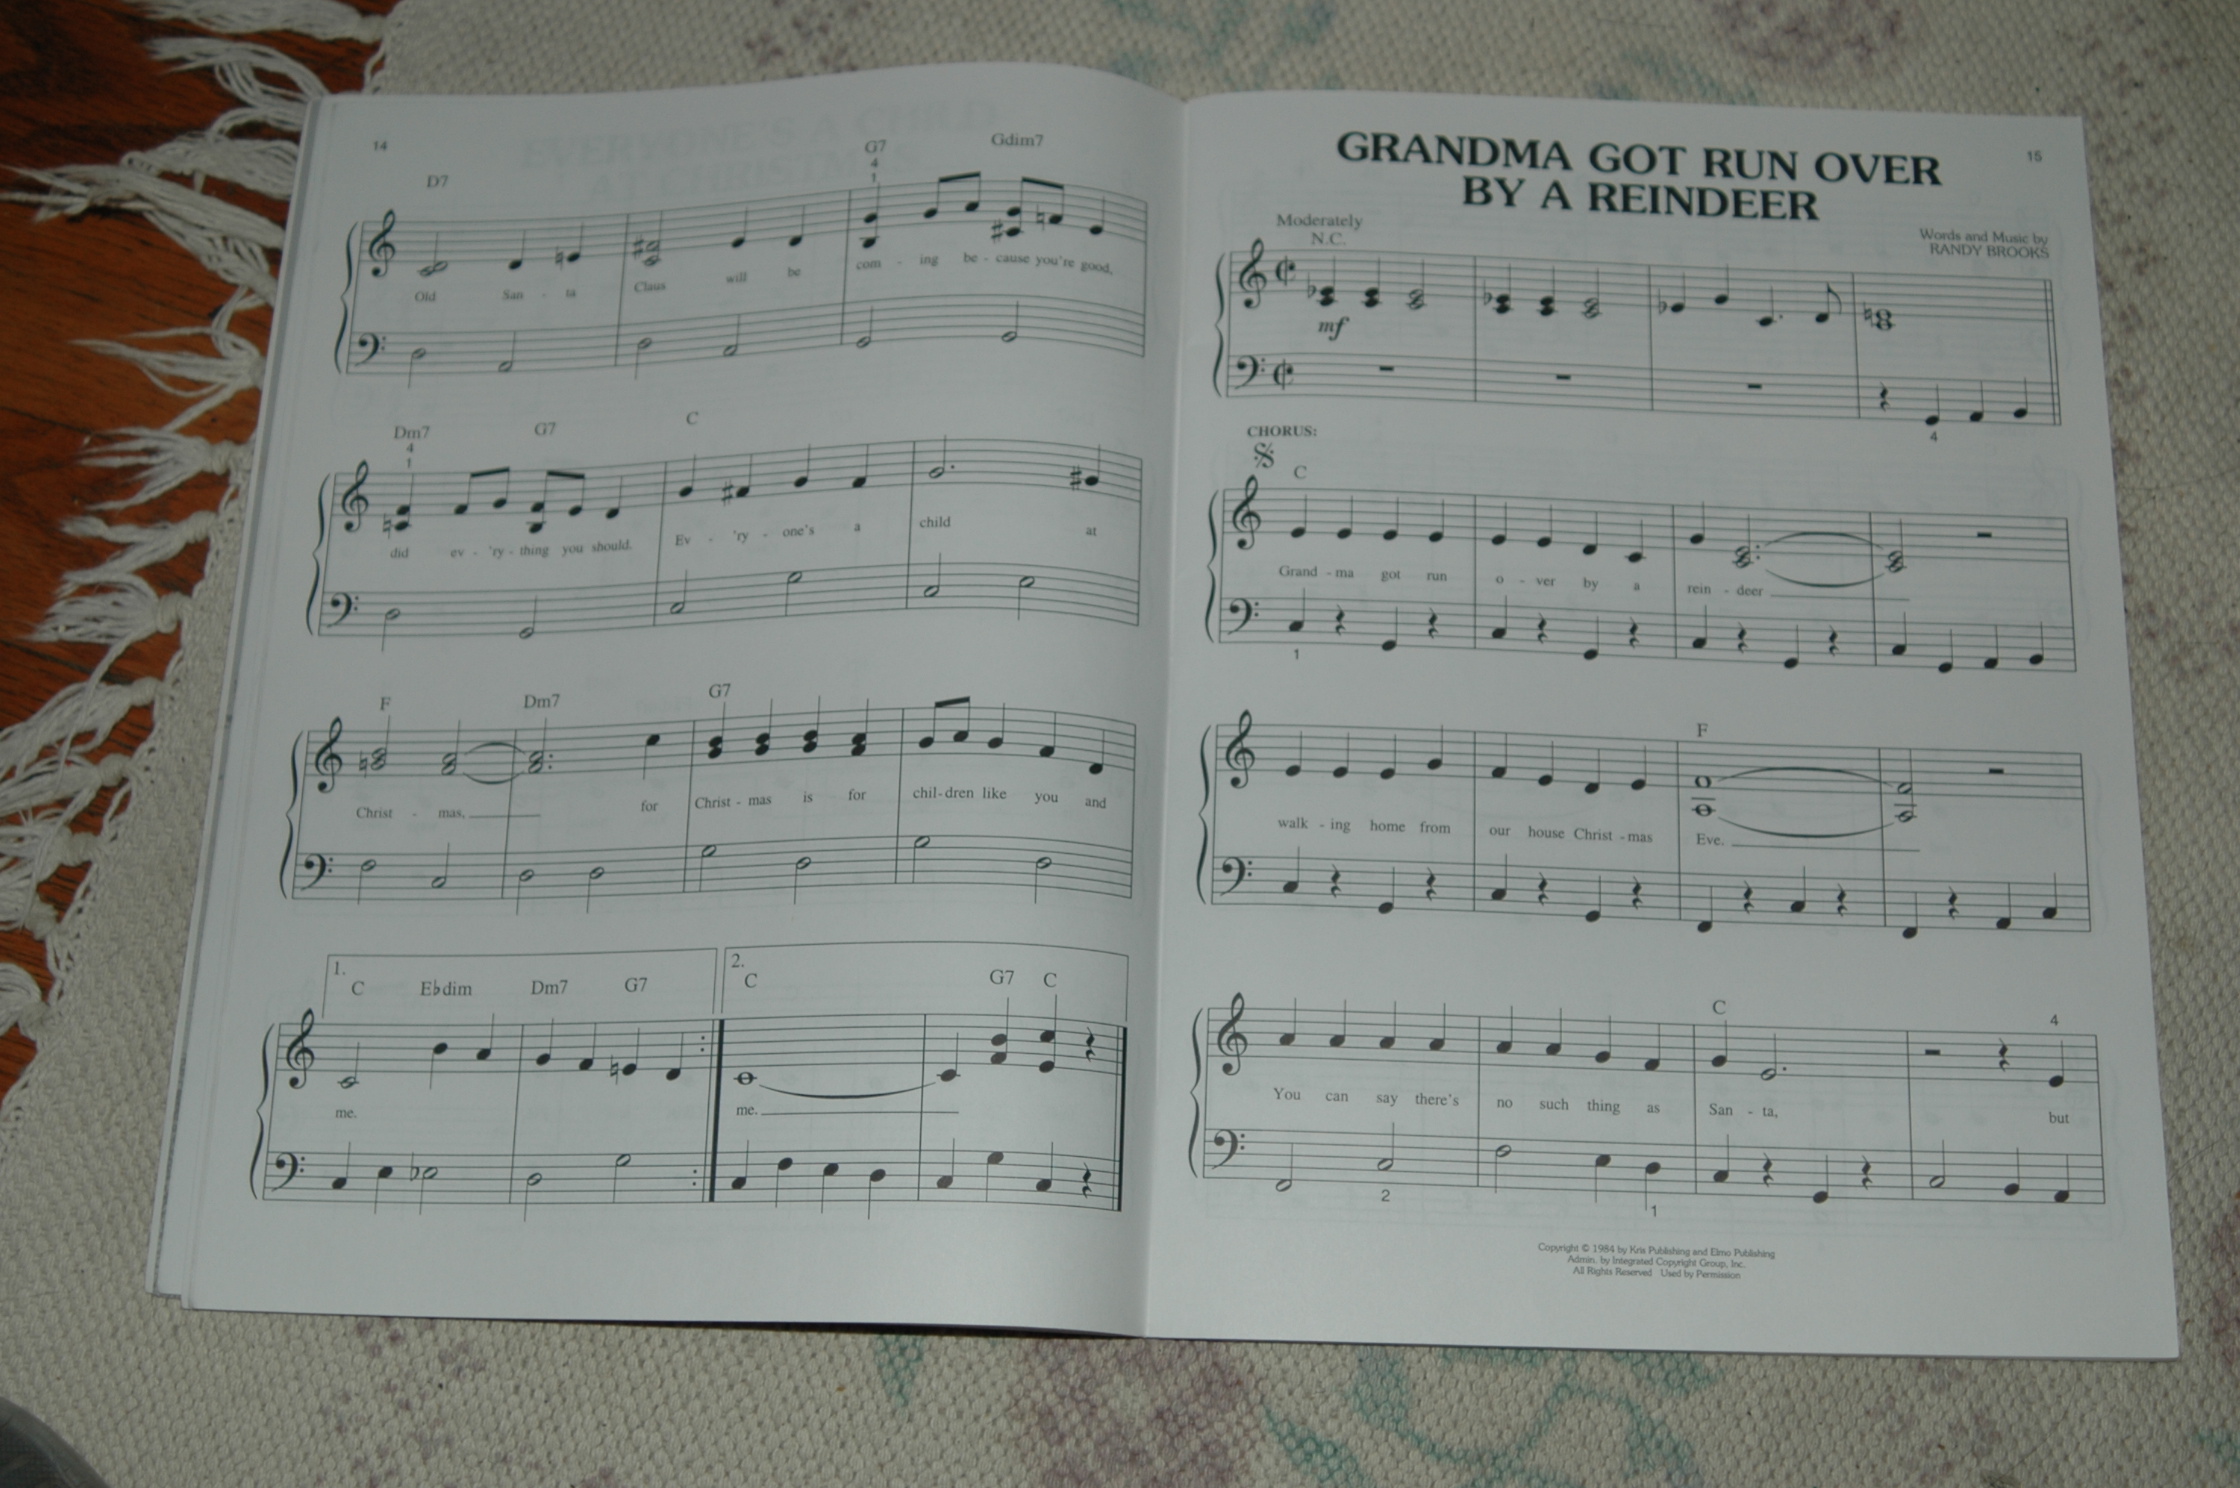 14
D7 G7 Gdim7
4
1
Old San - ta Claus will be com - ing be - cause you're good,
Dm7 G7 C
4
1
did ev - 'ry - thing you should. Ev - 'ry - one's a child at
F Dm7 G7
Christ - mas, for Christ - mas is for chil - dren like you and
1. 2.
C E♭dim Dm7 G7 C G7 C
me. me.
15
GRANDMA GOT RUN OVER
BY A REINDEER
Words and Music by
RANDY BROOKS
Moderately
N.C.
mf
4
CHORUS:
C
Grand - ma got run o - ver by a rein - deer
1
F
walk - ing home from our house Christ - mas Eve.
C 4
You can say there's no such thing as San - ta, but
2 1
Copyright © 1984 by Kris Publishing and Elmo Publishing
Admin. by Integrated Copyright Group, Inc.
All Rights Reserved Used by Permission